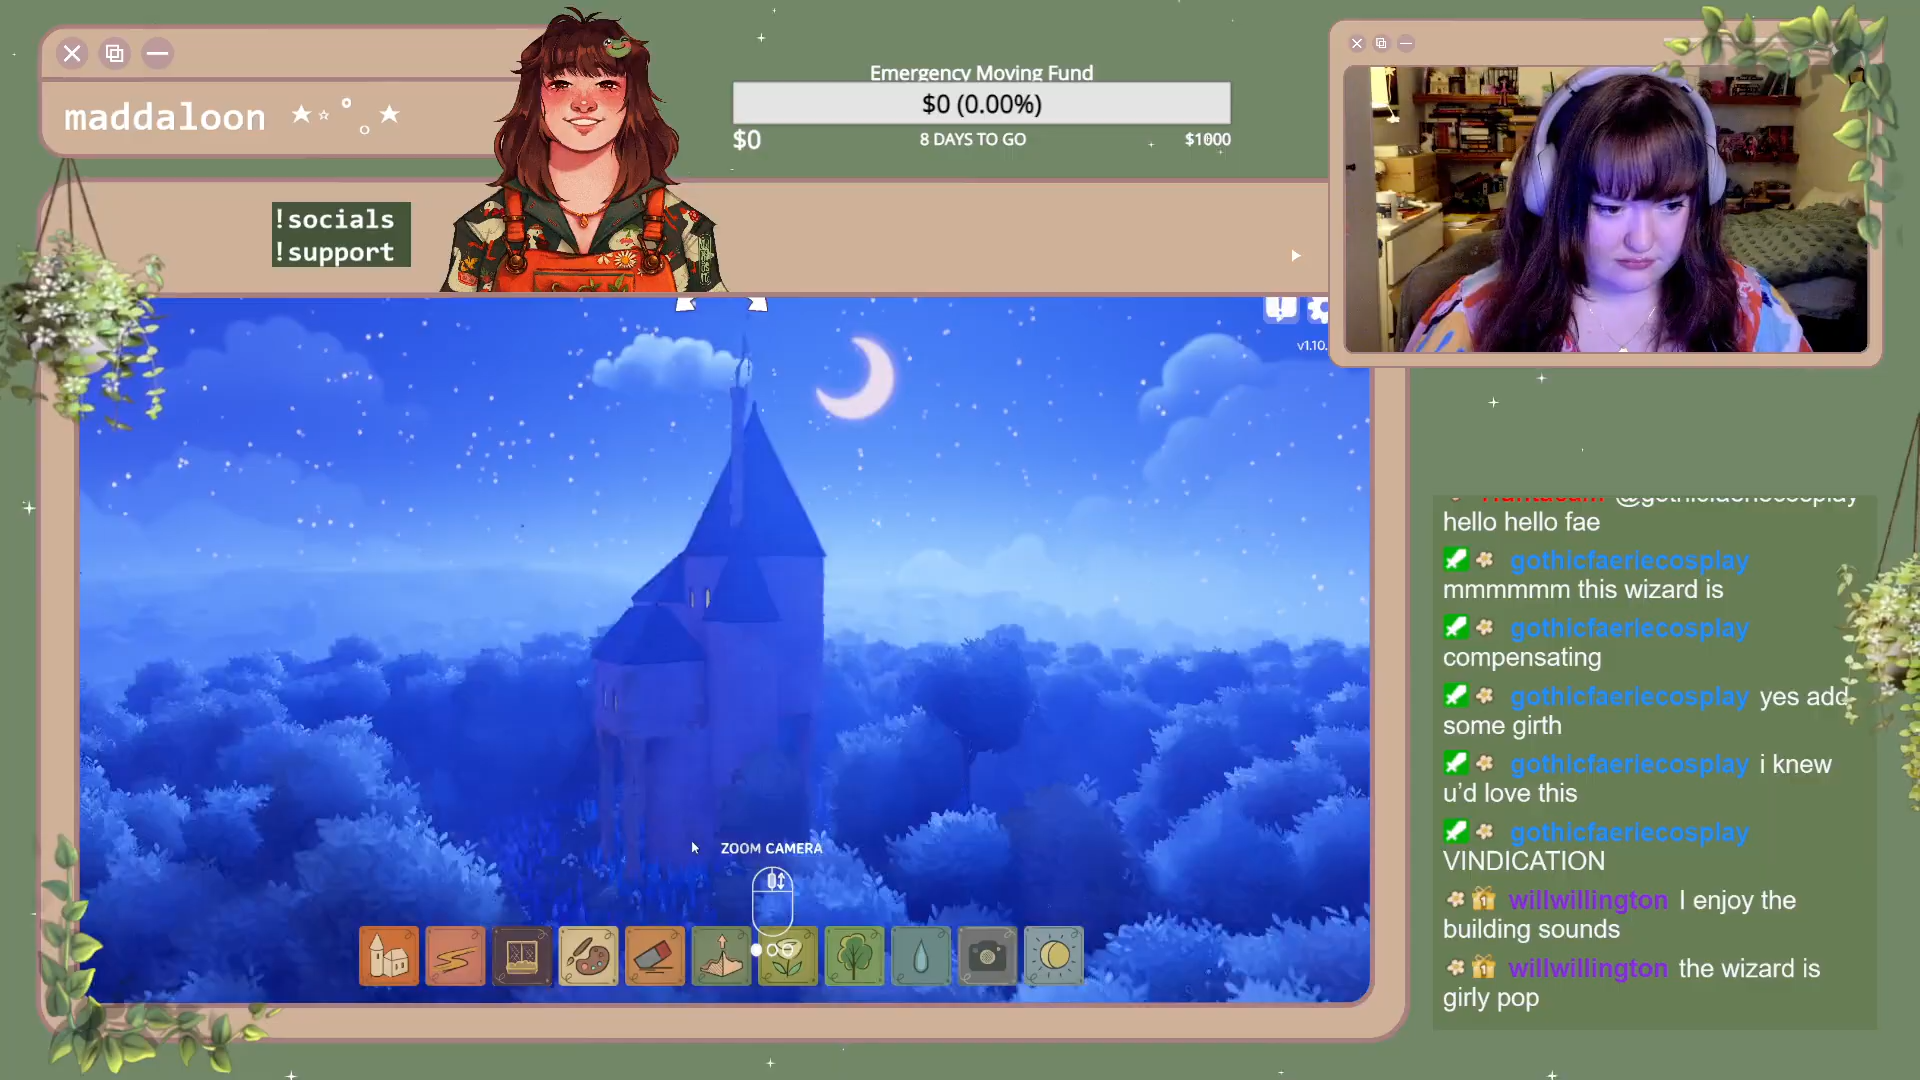 maddaloon
Emergency Moving Fund
$0 (0.00%)
$0
8 DAYS TO GO
$1000
!socials
!support
v1.10.
ZOOM CAMERA
@gothicfaeriecosplay
hello hello fae
gothicfaeriecosplay
mmmmmm this wizard is
gothicfaeriecosplay
compensating
gothicfaeriecosplay yes add
some girth
gothicfaeriecosplay i knew
u'd love this
gothicfaeriecosplay
VINDICATION
willwillington I enjoy the
building sounds
willwillington the wizard is
girly pop